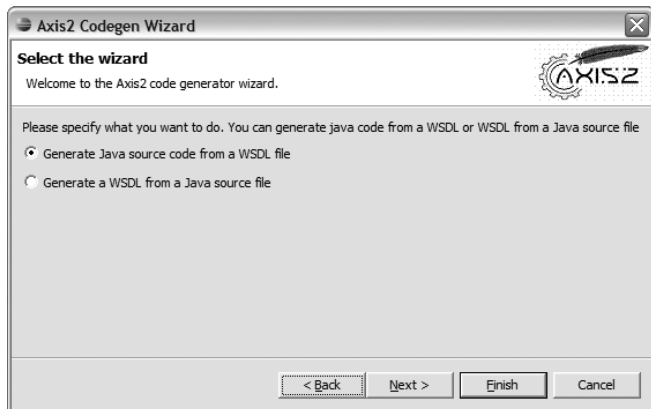 Axis2 Codegen Wizard
Select the wizard
Welcome to the Axis2 code generator wizard.
AXIS2
Please specify what you want to do. You can generate java code from a WSDL or WSDL from a Java source file
Generate Java source code from a WSDL file
Generate a WSDL from a Java source file
< Back Next > Finish Cancel